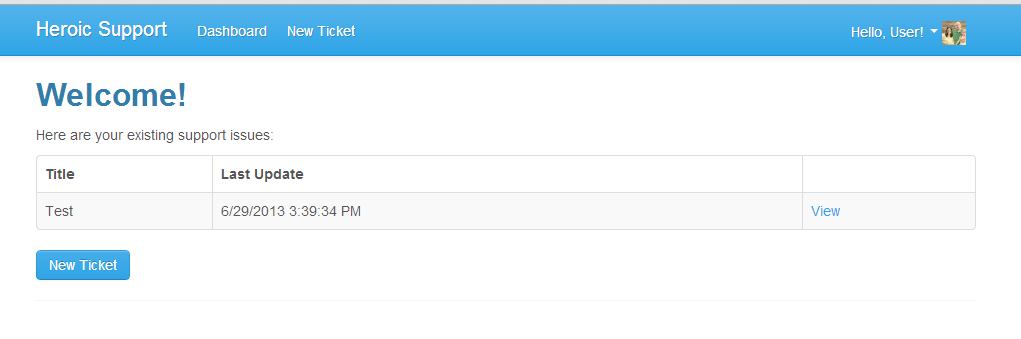 Heroic Support Dashboard New Ticket Hello, User!
Welcome!
Here are your existing support issues:
Title Last Update
Test 6/29/2013 3:39:34 PM View
New Ticket